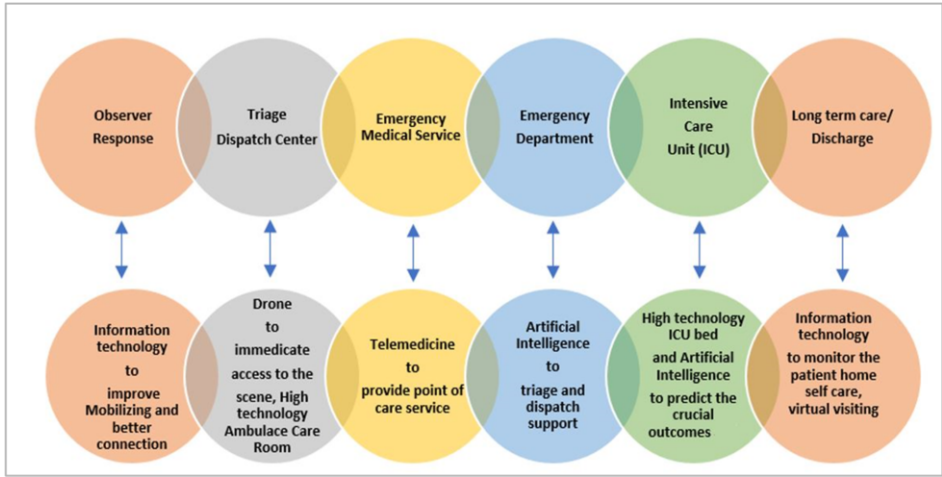 Observer
Response
Triage
Dispatch Center
Emergency
Medical Service
Emergency
Department
Intensive
Care
Unit (ICU)
Long term care/
Discharge
Information
technology
to
improve
Mobilizing and
better
connection
Drone
to
immedicate
access to the
scene, High
technology
Ambulace Care
Room
Telemedicine
to
provide point of
care service
Artificial
Intelligence
to
triage and
dispatch
support
High technology
ICU bed
and Artificial
Intelligence
to predict the
crucial
outcomes
Information
technology
to monitor the
patient home
self care,
virtual visiting